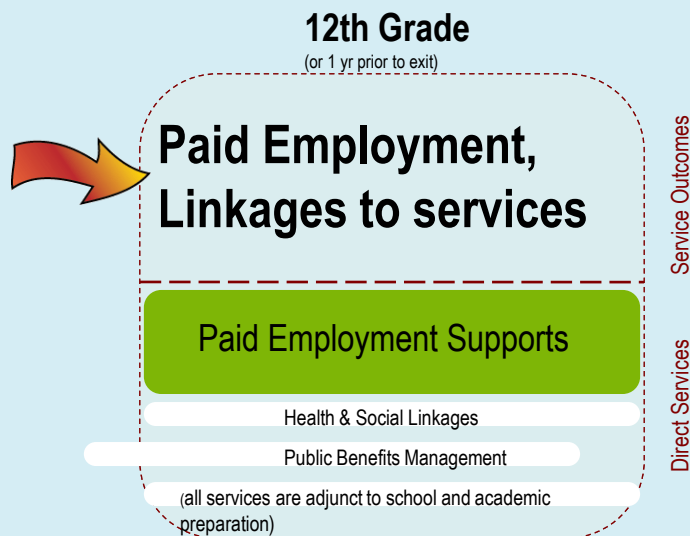 12th Grade
(or 1 yr prior to exit)
Paid Employment,
Linkages to services
Service Outcomes
Paid Employment Supports
Direct Services
Health & Social Linkages
Public Benefits Management
(all services are adjunct to school and academic
preparation)